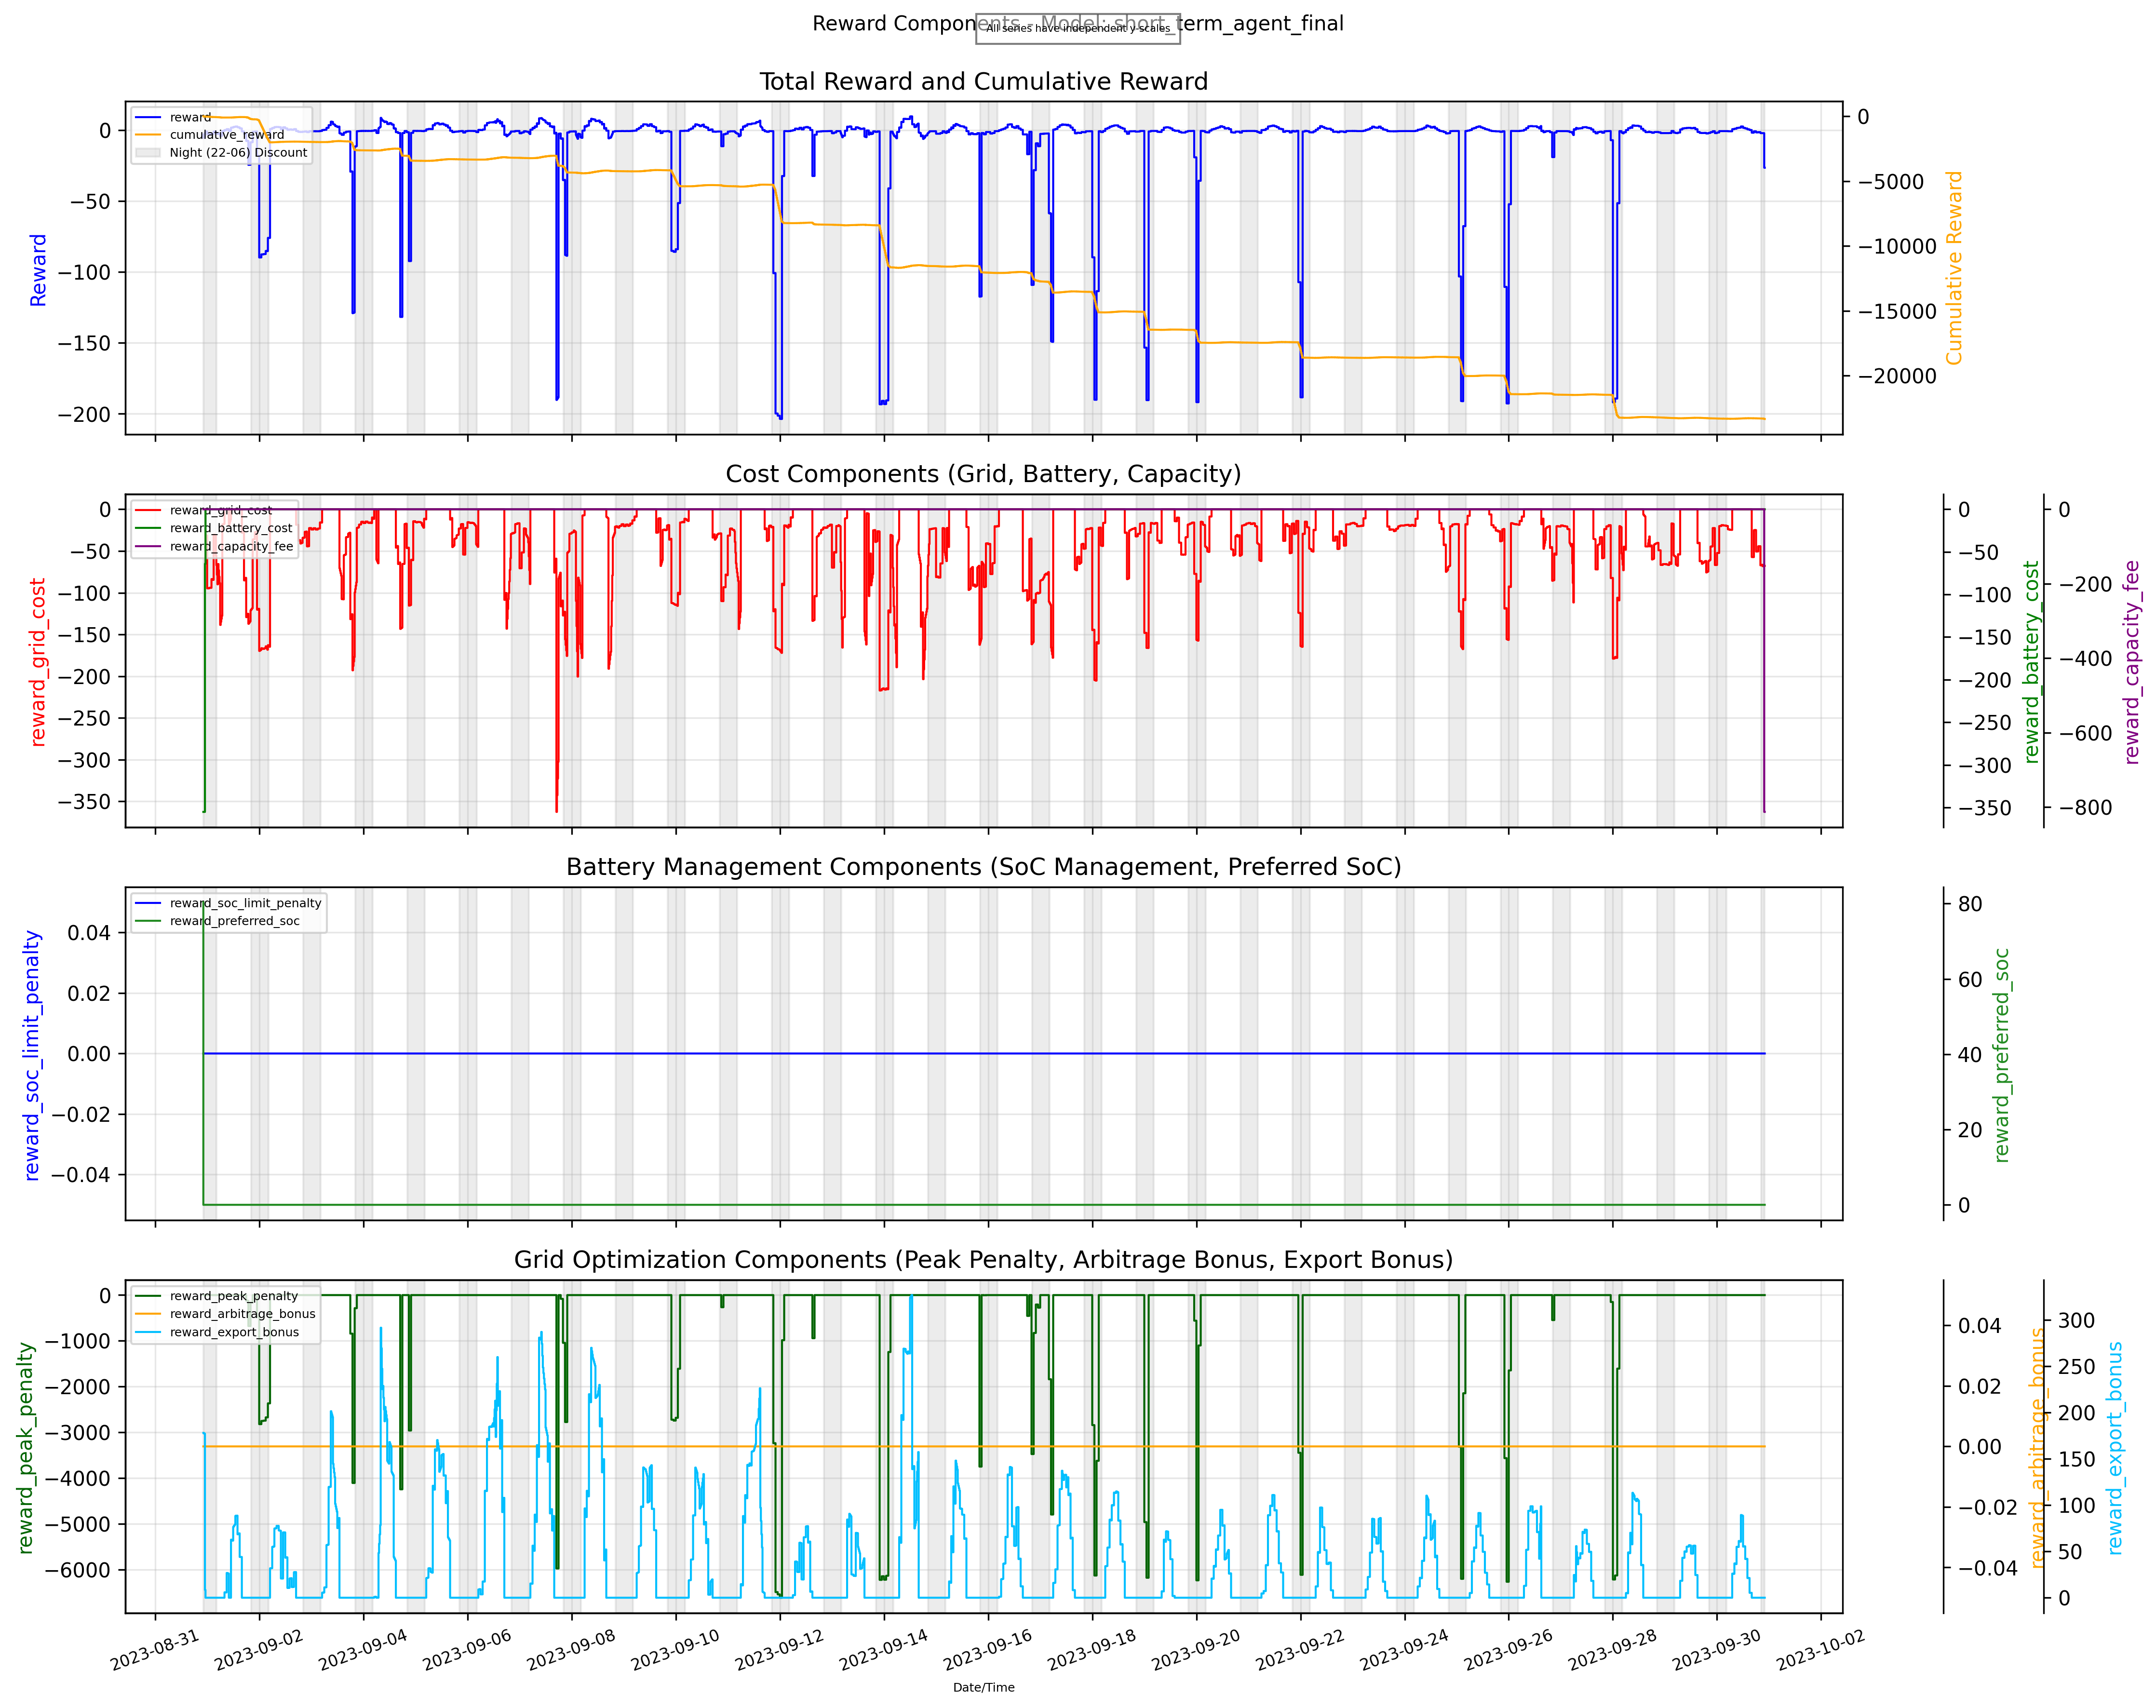 Reward Components - Model: short_term_agent_final
All series have independent y-scales
Total Reward and Cumulative Reward
reward
cumulative_reward
Night (22-06) Discount
Reward
0
−50
−100
−150
−200
0
−5000
−10000
−15000
−20000
Cumulative Reward
Cost Components (Grid, Battery, Capacity)
reward_grid_cost
reward_battery_cost
reward_capacity_fee
reward_grid_cost
0
−50
−100
−150
−200
−250
−300
−350
0
−50
−100
−150
−200
−250
−300
−350
reward_battery_cost
0
−200
−400
−600
−800
reward_capacity_fee
Battery Management Components (SoC Management, Preferred SoC)
reward_soc_limit_penalty
reward_preferred_soc
reward_soc_limit_penalty
0.04
0.02
0.00
−0.02
−0.04
80
60
40
20
0
reward_preferred_soc
Grid Optimization Components (Peak Penalty, Arbitrage Bonus, Export Bonus)
reward_peak_penalty
reward_arbitrage_bonus
reward_export_bonus
reward_peak_penalty
0
−1000
−2000
−3000
−4000
−5000
−6000
0.04
0.02
0.00
−0.02
−0.04
reward_arbitrage_bonus
300
250
200
150
100
50
0
reward_export_bonus
2023-08-31
2023-09-02
2023-09-04
2023-09-06
2023-09-08
2023-09-10
2023-09-12
2023-09-14
2023-09-16
2023-09-18
2023-09-20
2023-09-22
2023-09-24
2023-09-26
2023-09-28
2023-09-30
2023-10-02
Date/Time